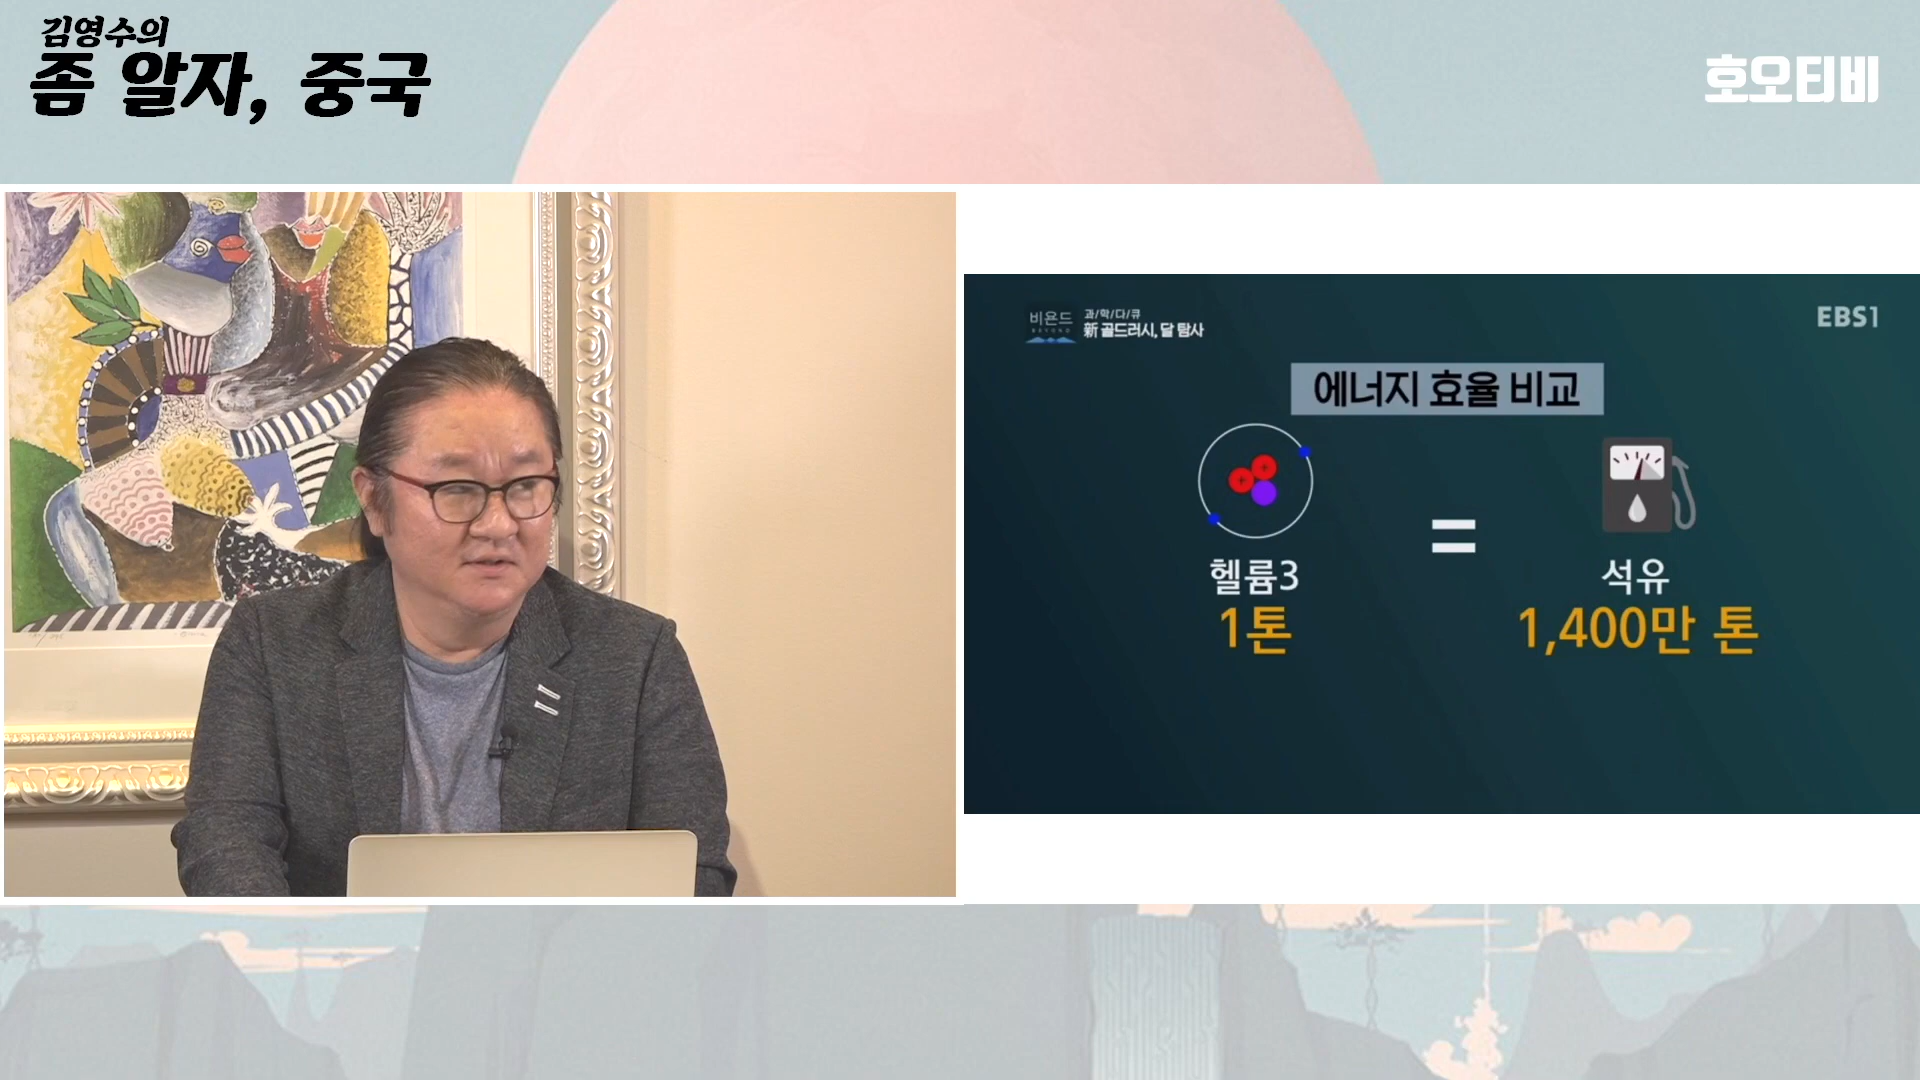 김영수의
좀 알자, 중국
호오티비
비욘드
BEYOND
과/학/다/큐
新 골드러시, 달 탐사
EBS1
에너지 효율 비교
=
헬륨3
석유
1톤
1,400만 톤